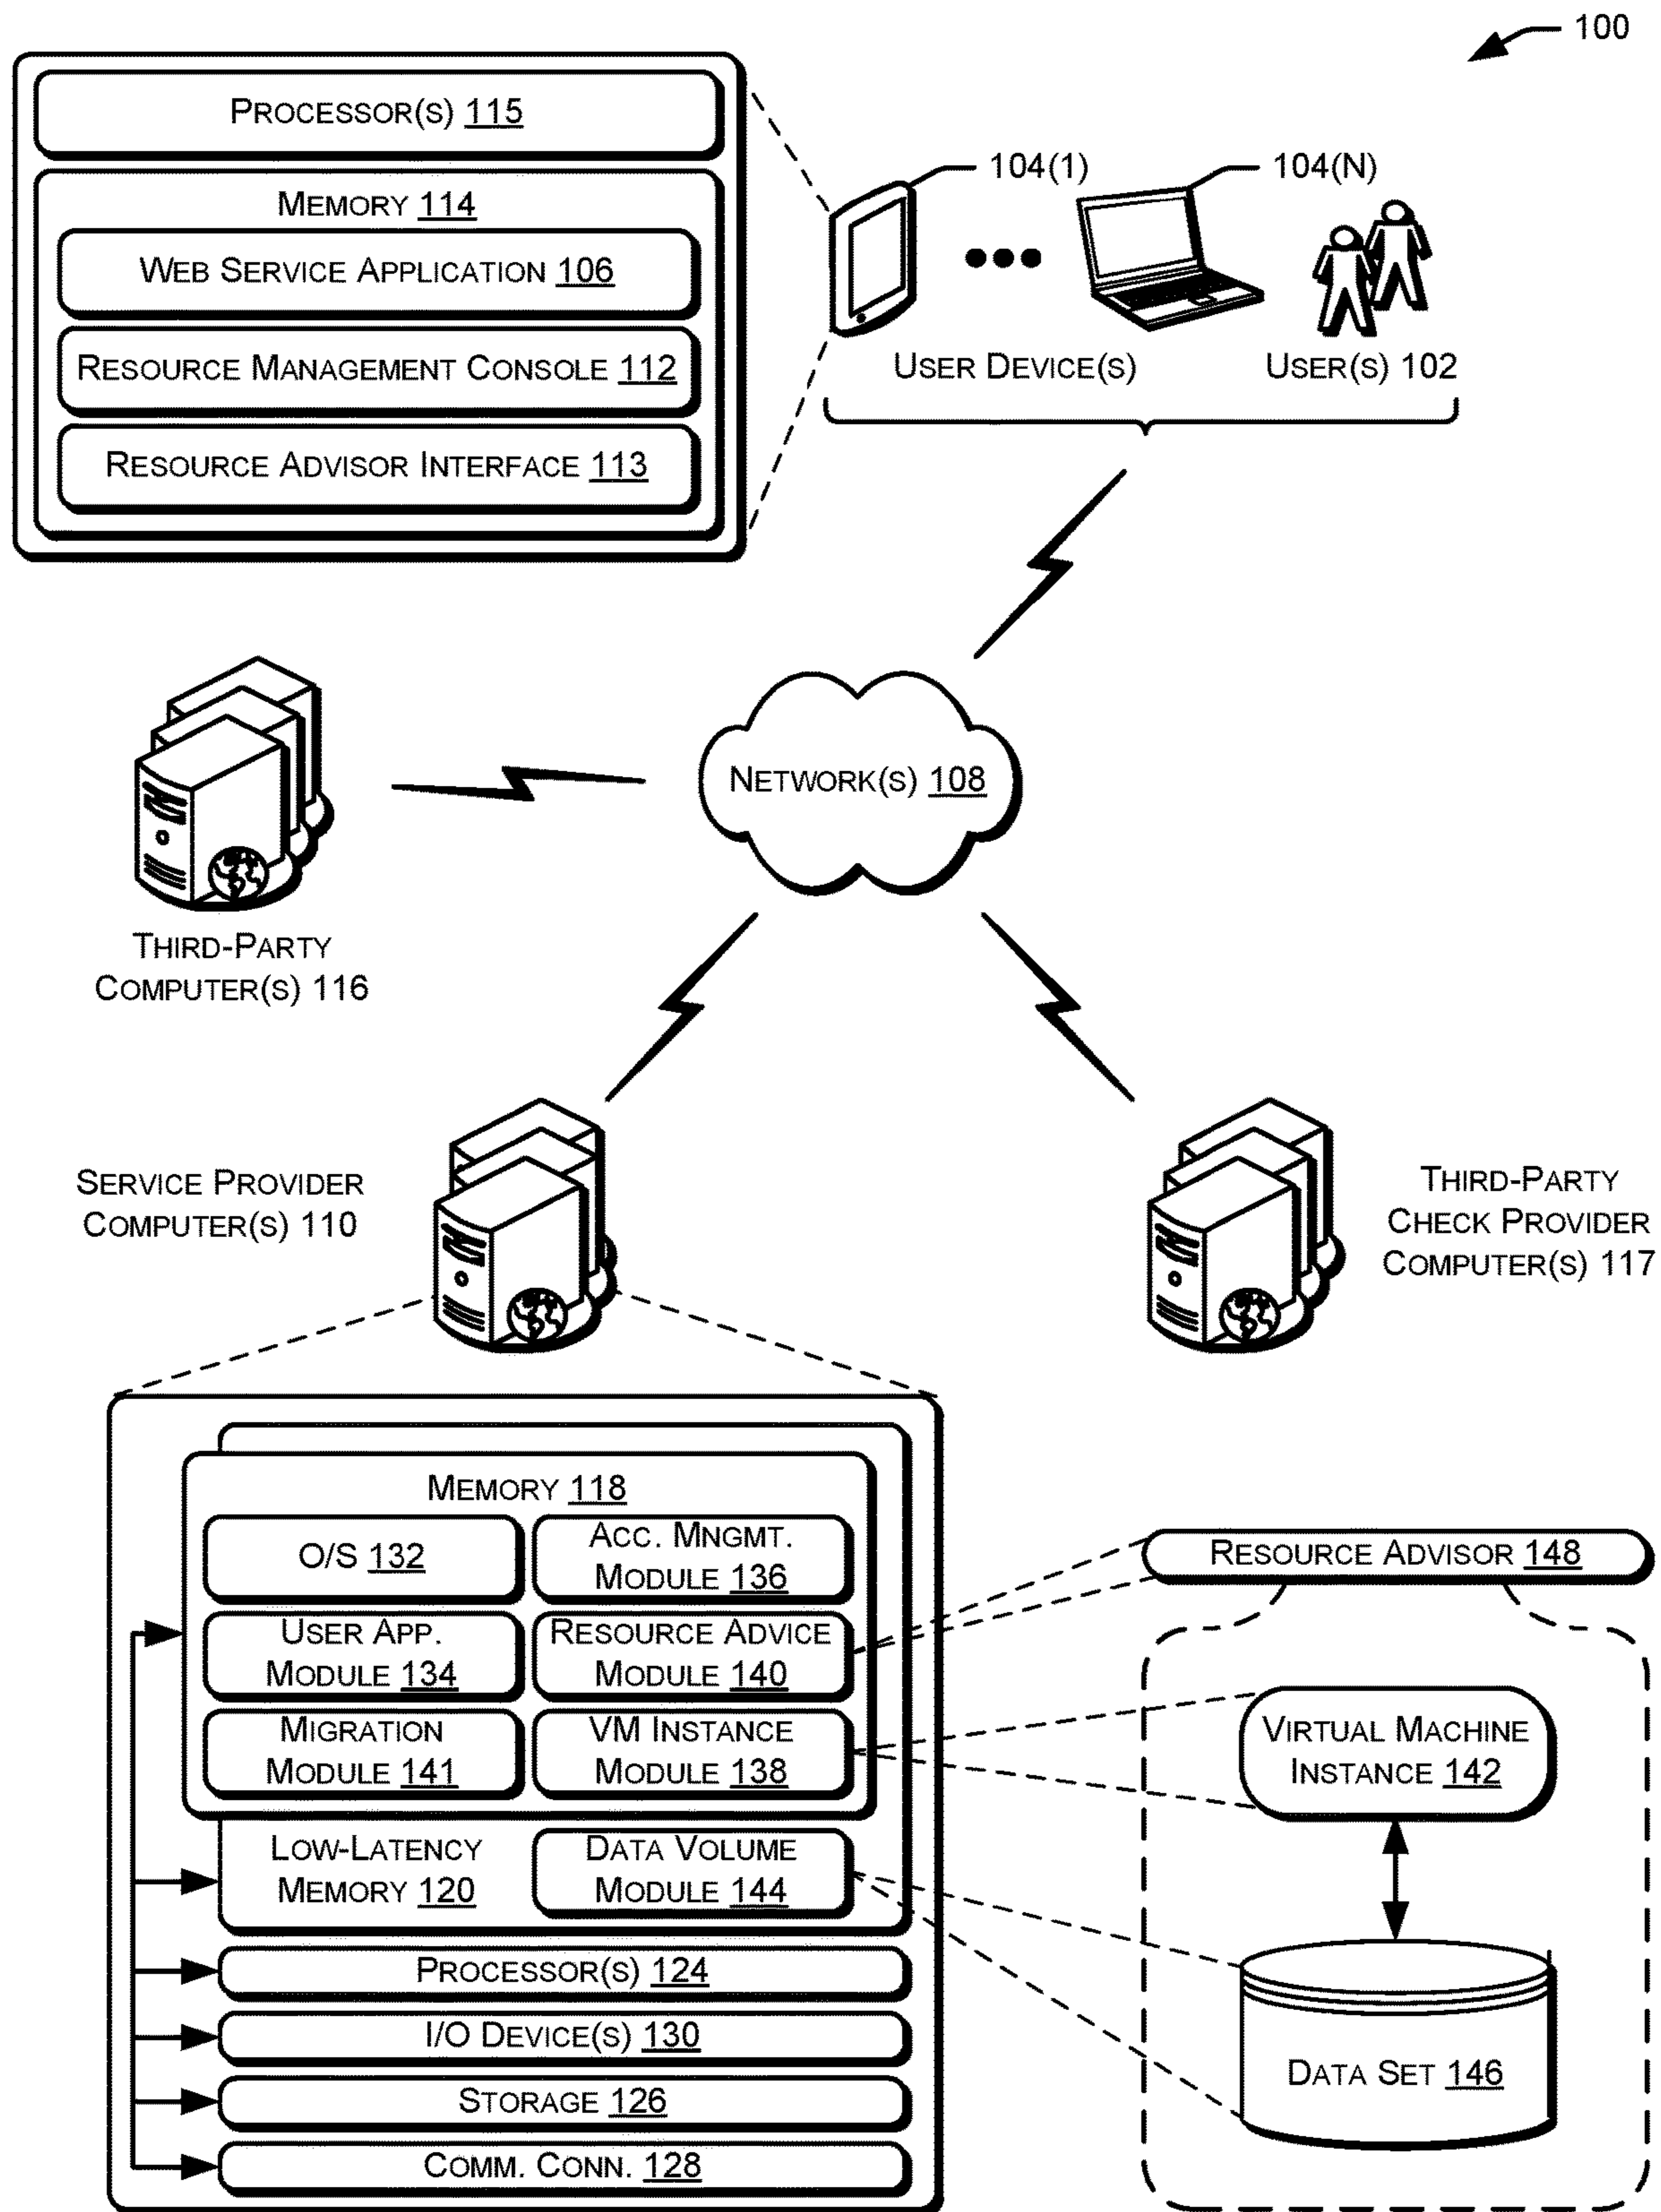 100
PROCESSOR(S) 115
MEMORY 114
WEB SERVICE APPLICATION 106
RESOURCE MANAGEMENT CONSOLE 112
RESOURCE ADVISOR INTERFACE 113
104(1)
104(N)
USER DEVICE(S)
USER(S) 102
NETWORK(S) 108
THIRD-PARTY
COMPUTER(S) 116
SERVICE PROVIDER
COMPUTER(S) 110
THIRD-PARTY
CHECK PROVIDER
COMPUTER(S) 117
MEMORY 118
O/S 132
ACC. MNGMT.
MODULE 136
USER APP.
MODULE 134
RESOURCE ADVICE
MODULE 140
MIGRATION
MODULE 141
VM INSTANCE
MODULE 138
LOW-LATENCY
MEMORY 120
DATA VOLUME
MODULE 144
PROCESSOR(S) 124
I/O DEVICE(S) 130
STORAGE 126
COMM. CONN. 128
RESOURCE ADVISOR 148
VIRTUAL MACHINE
INSTANCE 142
DATA SET 146